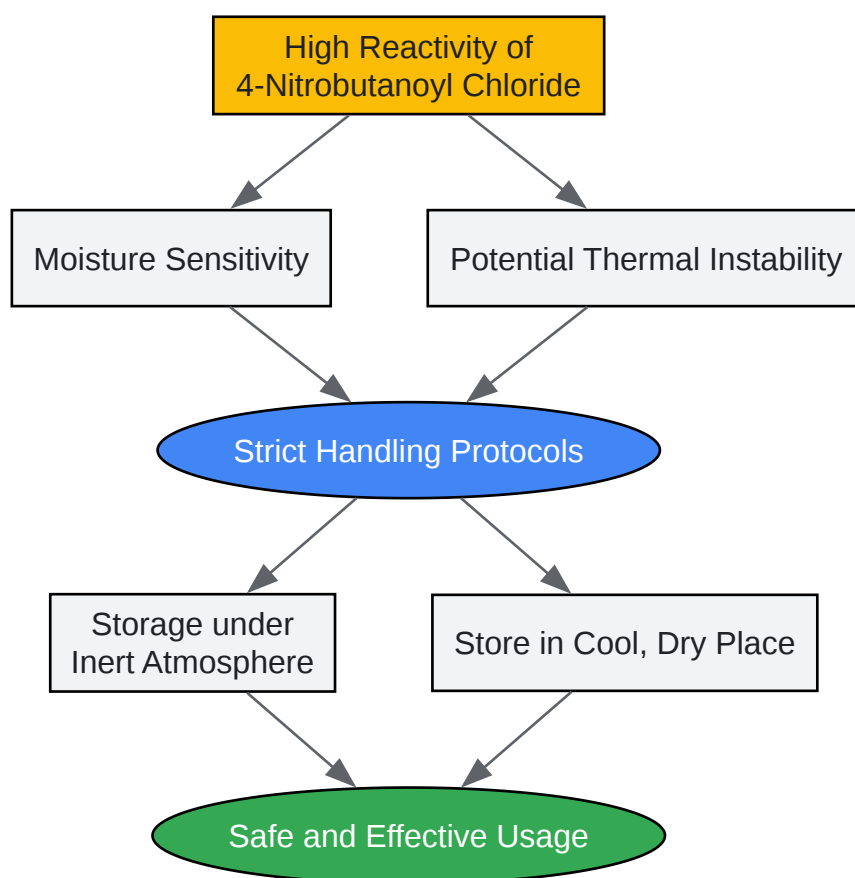 High Reactivity of
4-Nitrobutanoyl Chloride
Moisture Sensitivity
Potential Thermal Instability
Strict Handling Protocols
Storage under
Inert Atmosphere
Store in Cool, Dry Place
Safe and Effective Usage